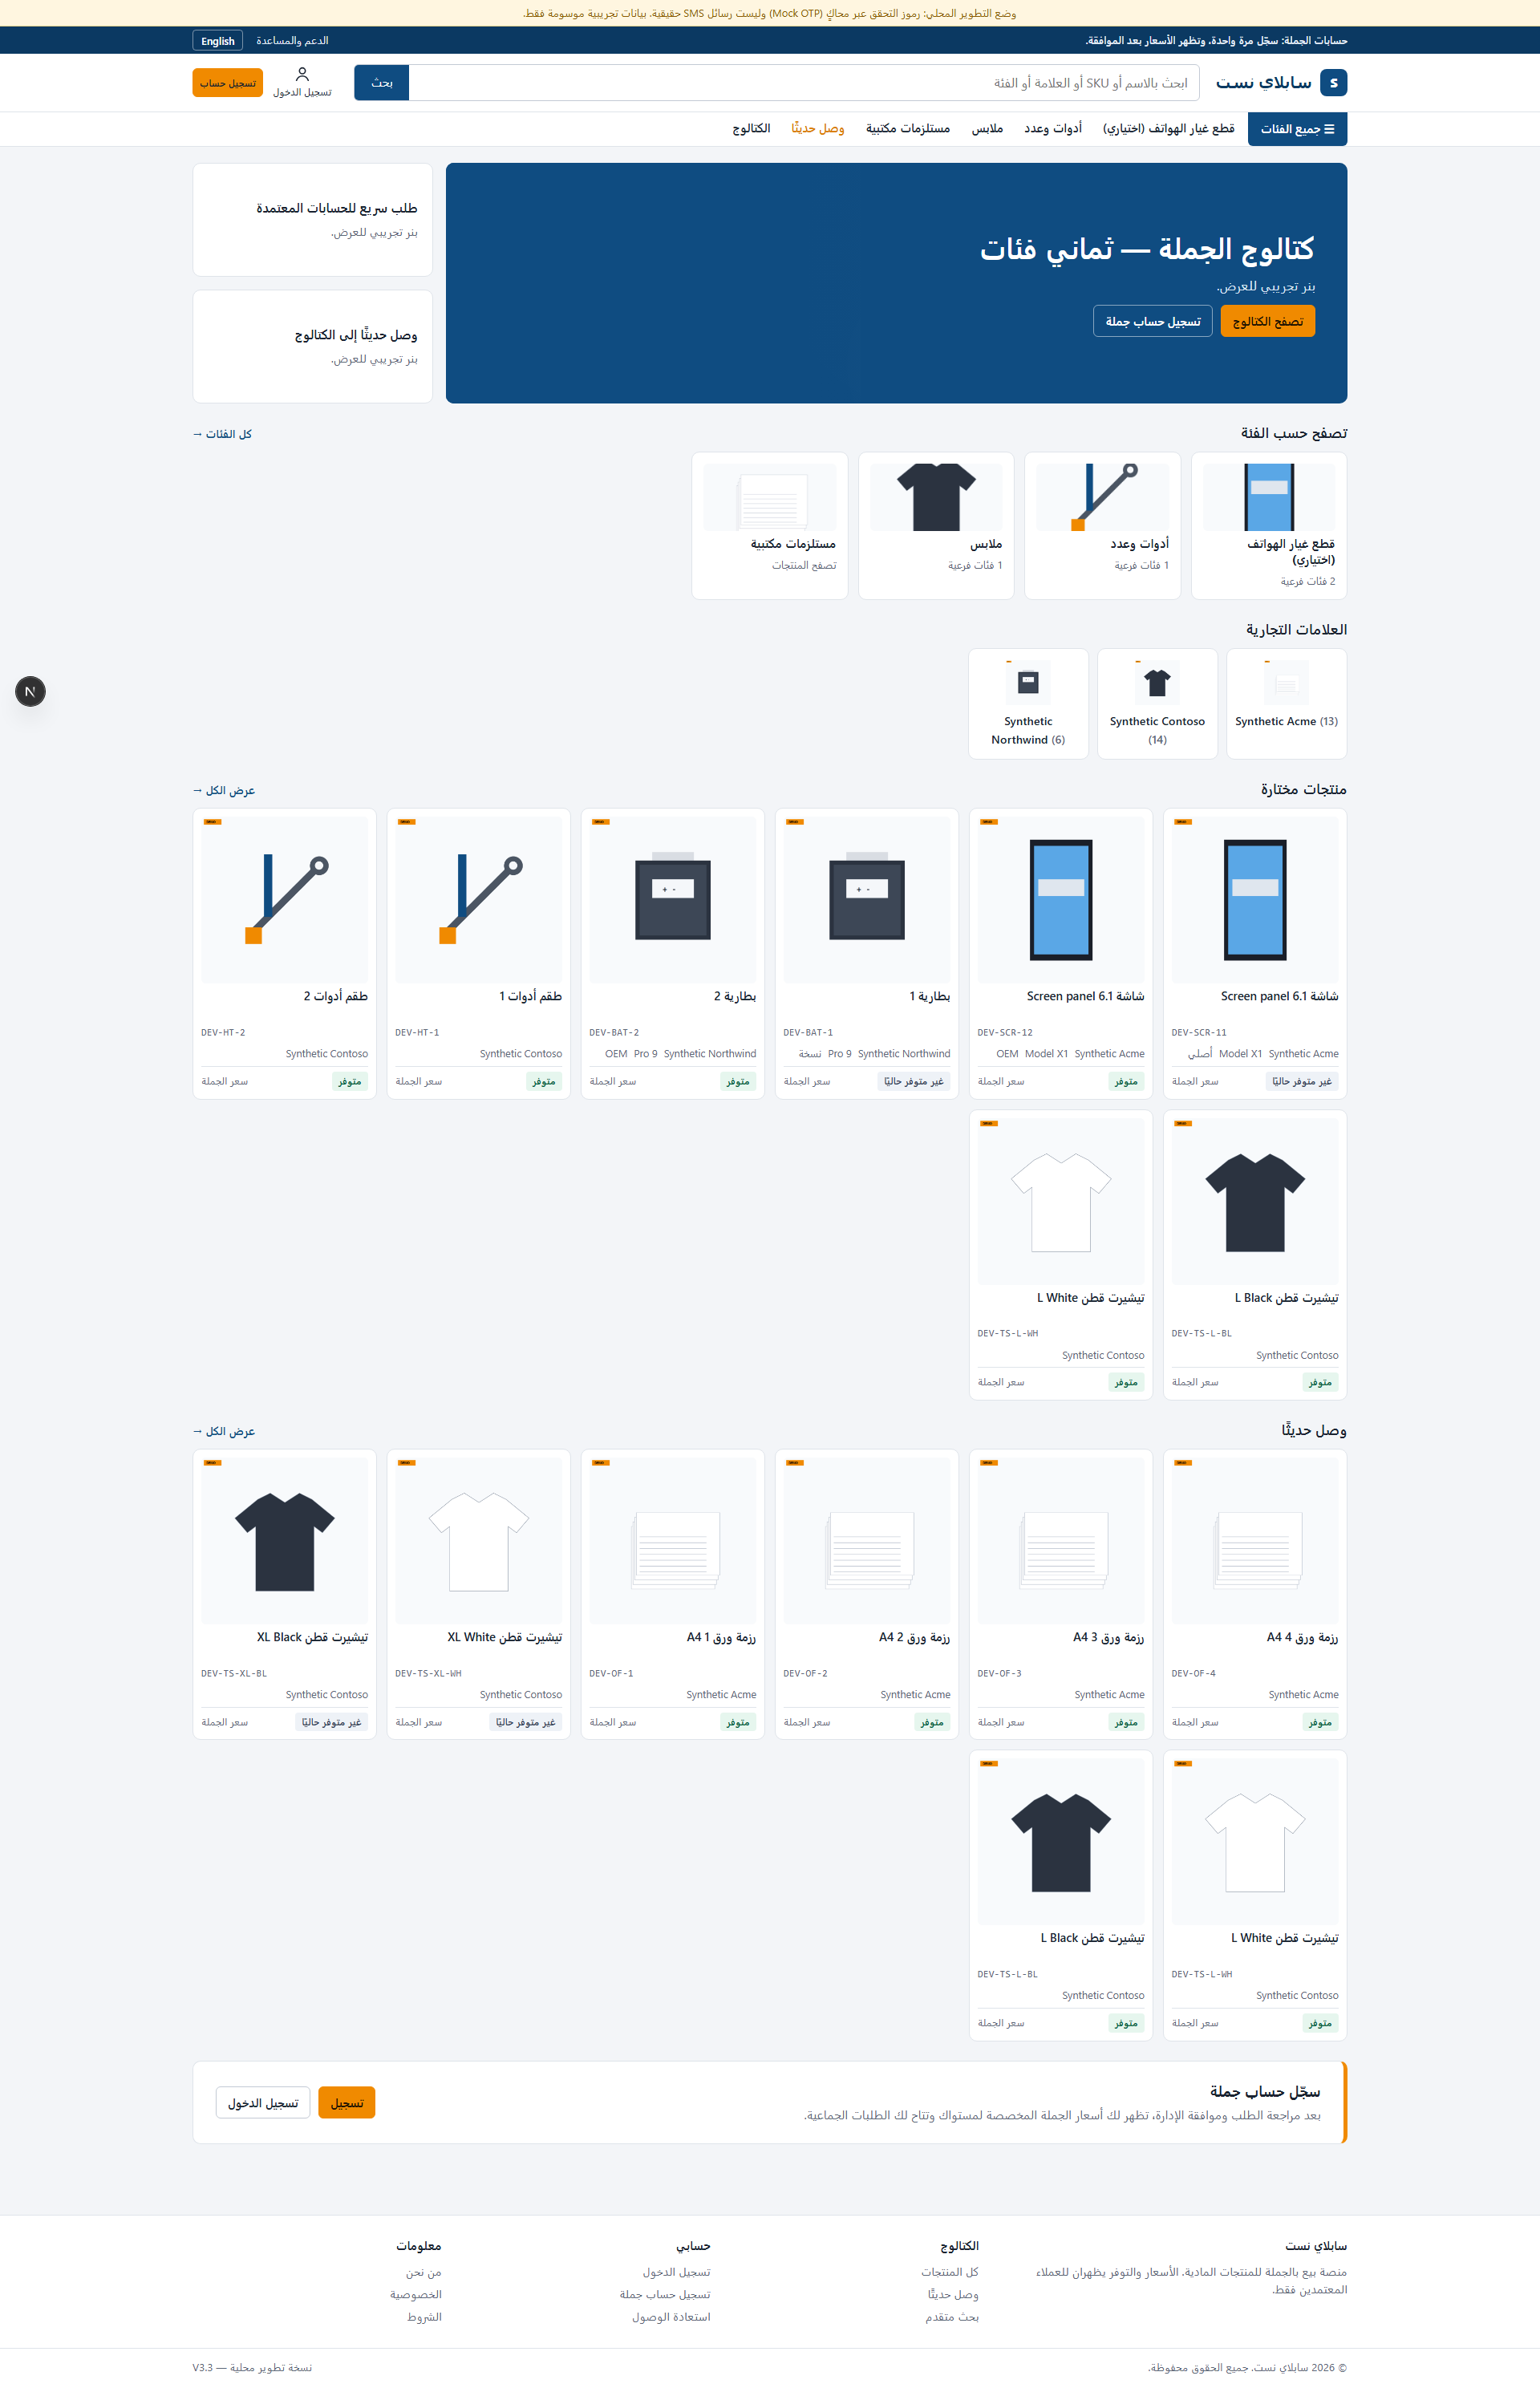 وضع التطوير المحلي: رموز التحقق عبر محاكٍ (Mock OTP) وليست رسائل SMS حقيقية. بيانات تجريبية موسومة فقط.
حسابات الجملة: سجّل مرة واحدة، وتظهر الأسعار بعد الموافقة.
الدعم والمساعدة
English
S
سابلاي نست
ابحث بالاسم أو SKU أو العلامة أو الفئة
بحث
تسجيل الدخول
تسجيل حساب
☰ جميع الفئات
قطع غيار الهواتف (اختياري)
أدوات وعدد
ملابس
مستلزمات مكتبية
وصل حديثًا
الكتالوج
كتالوج الجملة — ثماني فئات
بنر تجريبي للعرض.
تصفح الكتالوج
تسجيل حساب جملة
طلب سريع للحسابات المعتمدة
بنر تجريبي للعرض.
وصل حديثًا إلى الكتالوج
بنر تجريبي للعرض.
تصفح حسب الفئة
كل الفئات →
قطع غيار الهواتف
(اختياري)
2 فئات فرعية
أدوات وعدد
1 فئات فرعية
ملابس
1 فئات فرعية
مستلزمات مكتبية
تصفح المنتجات
العلامات التجارية
Synthetic Acme (13)
Synthetic Contoso
(14)
Synthetic
Northwind (6)
N
منتجات مختارة
عرض الكل →
شاشة Screen panel 6.1
DEV-SCR-11
Synthetic Acme Model X1 أصلي
غير متوفر حاليًا
سعر الجملة
شاشة Screen panel 6.1
DEV-SCR-12
Synthetic Acme Model X1 OEM
متوفر
سعر الجملة
+ -
بطارية 1
DEV-BAT-1
Synthetic Northwind Pro 9 نسخة
غير متوفر حاليًا
سعر الجملة
+ -
بطارية 2
DEV-BAT-2
Synthetic Northwind Pro 9 OEM
متوفر
سعر الجملة
طقم أدوات 1
DEV-HT-1
Synthetic Contoso
متوفر
سعر الجملة
طقم أدوات 2
DEV-HT-2
Synthetic Contoso
متوفر
سعر الجملة
تيشيرت قطن L Black
DEV-TS-L-BL
Synthetic Contoso
متوفر
سعر الجملة
تيشيرت قطن L White
DEV-TS-L-WH
Synthetic Contoso
متوفر
سعر الجملة
وصل حديثًا
عرض الكل →
رزمة ورق A4 4
DEV-OF-4
Synthetic Acme
متوفر
سعر الجملة
رزمة ورق A4 3
DEV-OF-3
Synthetic Acme
متوفر
سعر الجملة
رزمة ورق A4 2
DEV-OF-2
Synthetic Acme
متوفر
سعر الجملة
رزمة ورق A4 1
DEV-OF-1
Synthetic Acme
متوفر
سعر الجملة
تيشيرت قطن XL White
DEV-TS-XL-WH
Synthetic Contoso
غير متوفر حاليًا
سعر الجملة
تيشيرت قطن XL Black
DEV-TS-XL-BL
Synthetic Contoso
غير متوفر حاليًا
سعر الجملة
تيشيرت قطن L White
DEV-TS-L-WH
Synthetic Contoso
متوفر
سعر الجملة
تيشيرت قطن L Black
DEV-TS-L-BL
Synthetic Contoso
متوفر
سعر الجملة
سجّل حساب جملة
بعد مراجعة الطلب وموافقة الإدارة، تظهر لك أسعار الجملة المخصصة لمستواك وتتاح لك الطلبات الجماعية.
تسجيل
تسجيل الدخول
سابلاي نست
منصة بيع بالجملة للمنتجات المادية. الأسعار والتوفر يظهران للعملاء
المعتمدين فقط.
الكتالوج
كل المنتجات
وصل حديثًا
بحث متقدم
حسابي
تسجيل الدخول
تسجيل حساب جملة
استعادة الوصول
معلومات
من نحن
الخصوصية
الشروط
© 2026 سابلاي نست. جميع الحقوق محفوظة.
نسخة تطوير محلية — V3.3